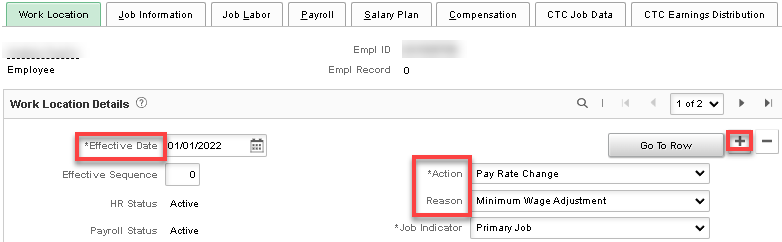 Work Location Job Information Job Labor Payroll Salary Plan Compensation CTC Job Data CTC Earnings Distribution
Empl ID
Employee Empl Record 0
Work Location Details ? 1 of 2
*Effective Date 01/01/2022 Go To Row
Effective Sequence 0 *Action Pay Rate Change
HR Status Active Reason Minimum Wage Adjustment
Payroll Status Active *Job Indicator Primary Job